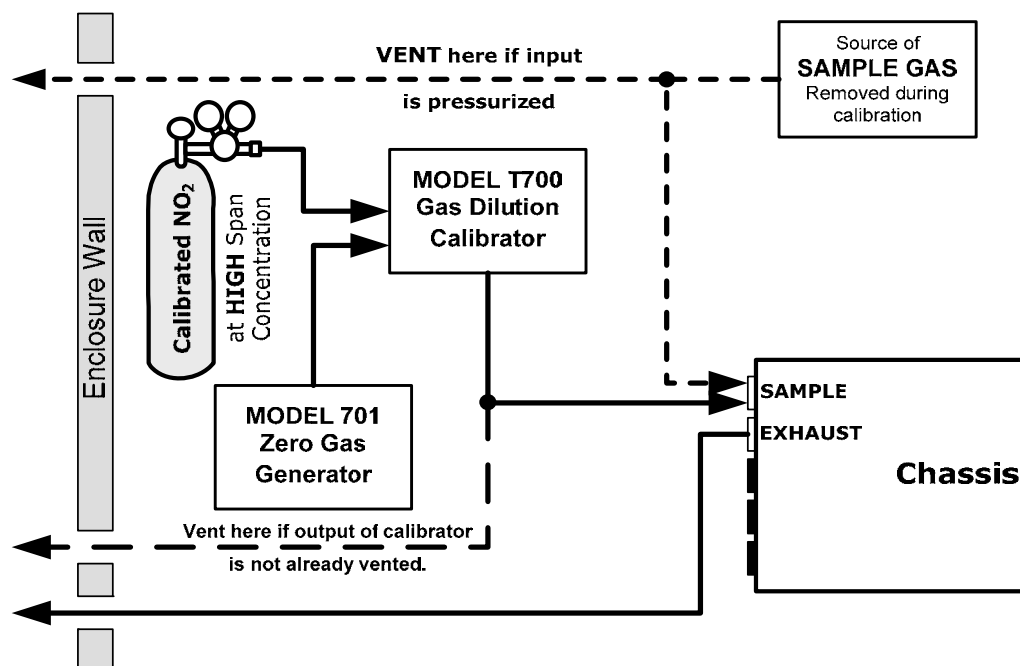 VENT here if input
is pressurized
Source of
SAMPLE GAS
Removed during
calibration
Enclosure Wall
Calibrated NO₂
at HIGH Span
Concentration
MODEL T700
Gas Dilution
Calibrator
MODEL 701
Zero Gas
Generator
SAMPLE
EXHAUST
Chassis
Vent here if output of calibrator
is not already vented.